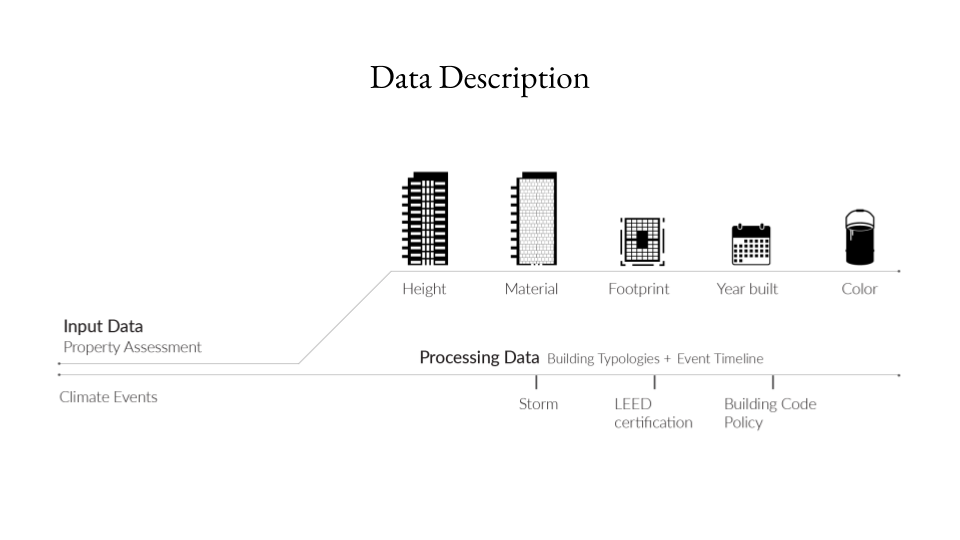 Data Description
Height
Material
Footprint
Year built
Color
Input Data
Property Assessment
Processing Data Building Typologies + Event Timeline
Climate Events
Storm
LEED
certification
Building Code
Policy